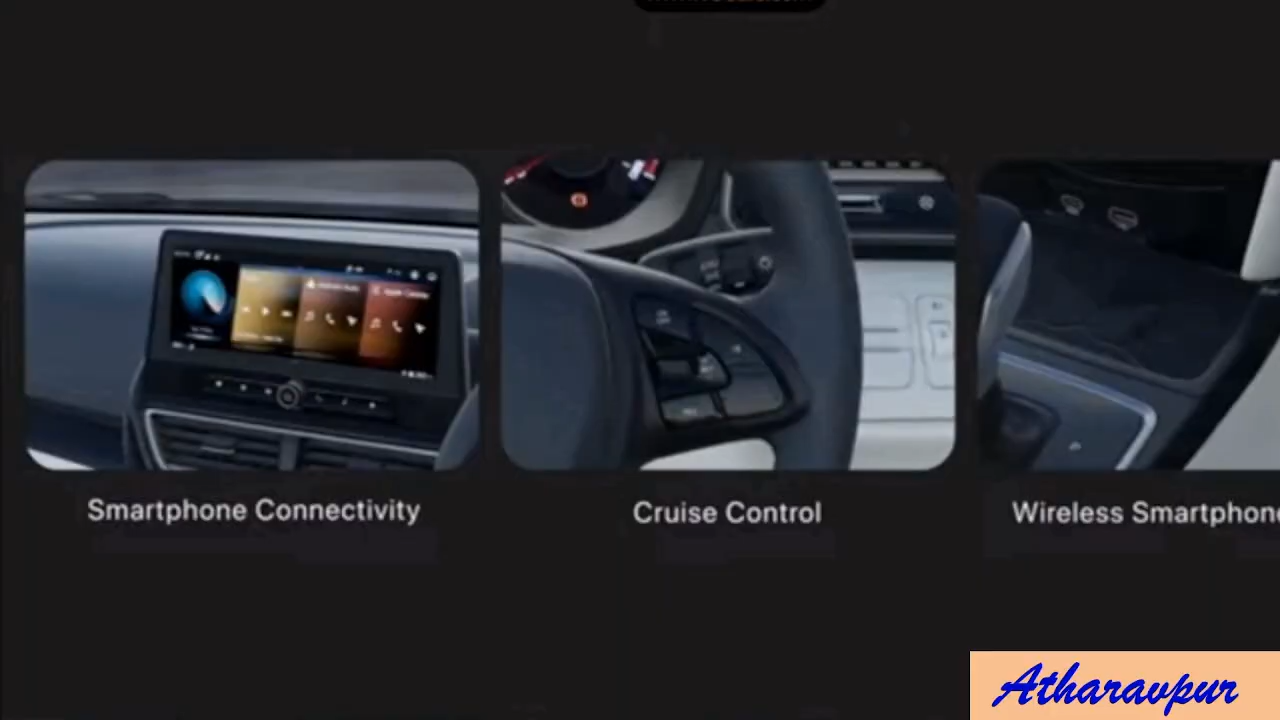 Smartphone Connectivity
Cruise Control
Wireless Smartphone
Atharavpur